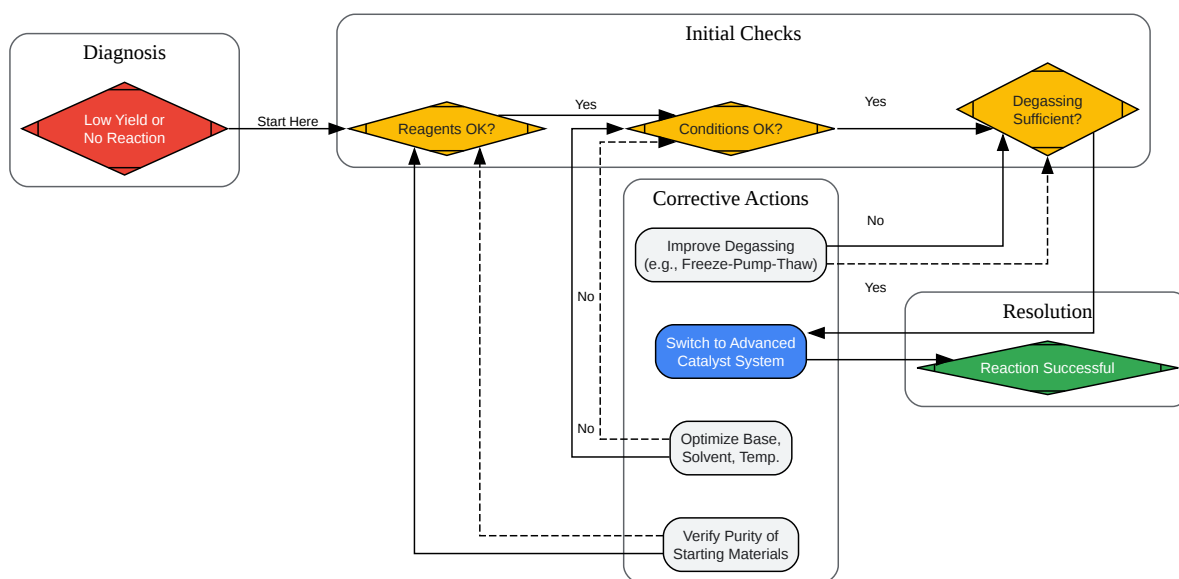 Diagnosis
Low Yield or
No Reaction
Start Here
Initial Checks
Reagents OK?
Yes
Conditions OK?
Yes
Degassing
Sufficient?
Corrective Actions
Improve Degassing
(e.g., Freeze-Pump-Thaw)
No
No
Yes
Switch to Advanced
Catalyst System
Resolution
Reaction Successful
No
Optimize Base,
Solvent, Temp.
Verify Purity of
Starting Materials